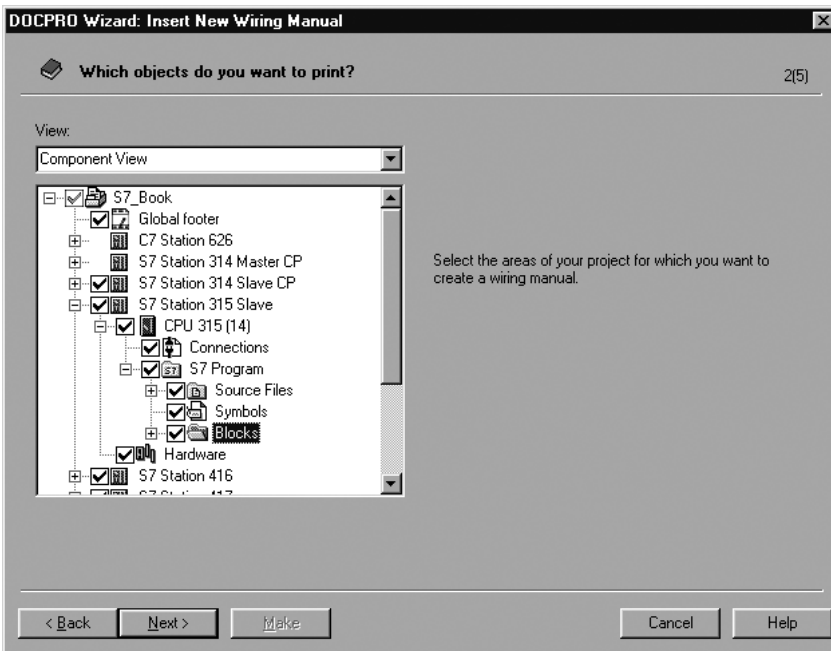 DOCPRO Wizard: Insert New Wiring Manual
Which objects do you want to print?
2(5)
View:
Component View
S7_Book
Global footer
C7 Station 626
S7 Station 314 Master CP
S7 Station 314 Slave CP
S7 Station 315 Slave
CPU 315 (14)
Connections
S7 Program
Source Files
Symbols
Blocks
Hardware
S7 Station 416
Select the areas of your project for which you want to
create a wiring manual.
< Back
Next >
Make
Cancel
Help